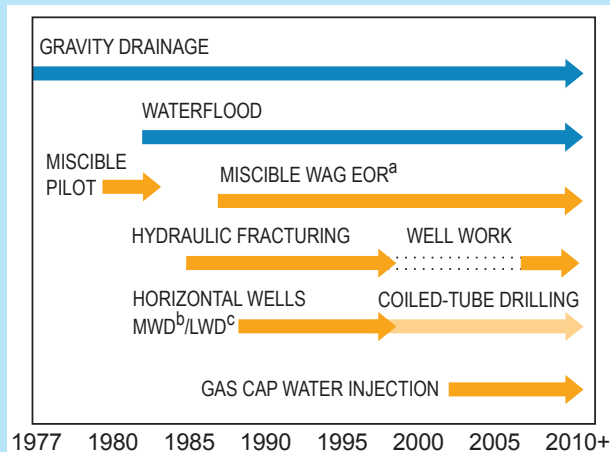 GRAVITY DRAINAGE
WATERFLOOD
MISCIBLE
PILOT
MISCIBLE WAG EORᵃ
HYDRAULIC FRACTURING
WELL WORK
HORIZONTAL WELLS
MWDᵇ/LWDᶜ
COILED-TUBE DRILLING
GAS CAP WATER INJECTION
1977 1980 1985 1990 1995 2000 2005 2010+